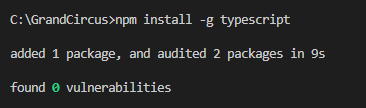 C:\GrandCircus>npm install -g typescript
added 1 package, and audited 2 packages in 9s
found 0 vulnerabilities